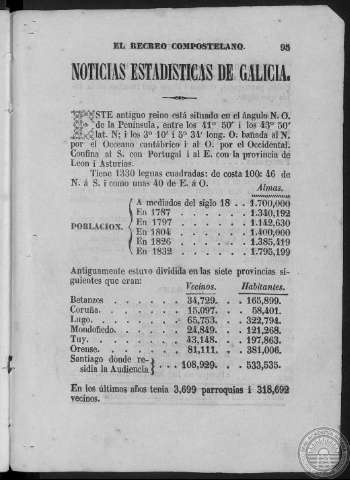 EL RECREO COMPOSTELANO. 95
NOTICIAS ESTADISTICAS DE GALICIA.
ESTE antiguo reino está situado en el ángulo N. O.
de la Peninsula, entre los 41º 50' i los 43º 50'
lat. N; i los 3º 10' i 5º 34' long. O: bañada al N.
por el Occeano cantábrico i al O. por el Occidental.
Confina al S. con Portugal i al E. con la provincia de
Leon i Asturias.
Tiene 1330 leguas cuadradas: de costa 100: 46 de
N. á S. i como unas 40 de E. á O.
Almas.
POBLACION. A mediados del siglo 18 . . 1.700,000
En 1787 . . . . . . . 1.340,192
En 1797 . . . . . . . 1.142,630
En 1804 . . . . . . . 1.400,000
En 1826 . . . . . . . 1.385,419
En 1832 . . . . . . . 1.795,199
Antiguamente estuvo dividida en las siete provincias si-
guientes que eran:
Vecinos. Habitantes.
Betanzos . . . . . . 34,729. . . 165,899.
Coruña. . . . . . . 15,097. . . 58,401.
Lugo. . . . . . . . 65,753. . . 322,794.
Mondoñedo. . . . . . 24,849. . . 121,268.
Tuy. . . . . . . . 43,148. . . 197,863.
Orense. . . . . . . 81,111. . . 381,006.
Santiago donde re-
sidia la Audiencia . . . 108,929. . . 533,535.
En los últimos años tenia 3,699 parroquias i 318,692
vecinos.